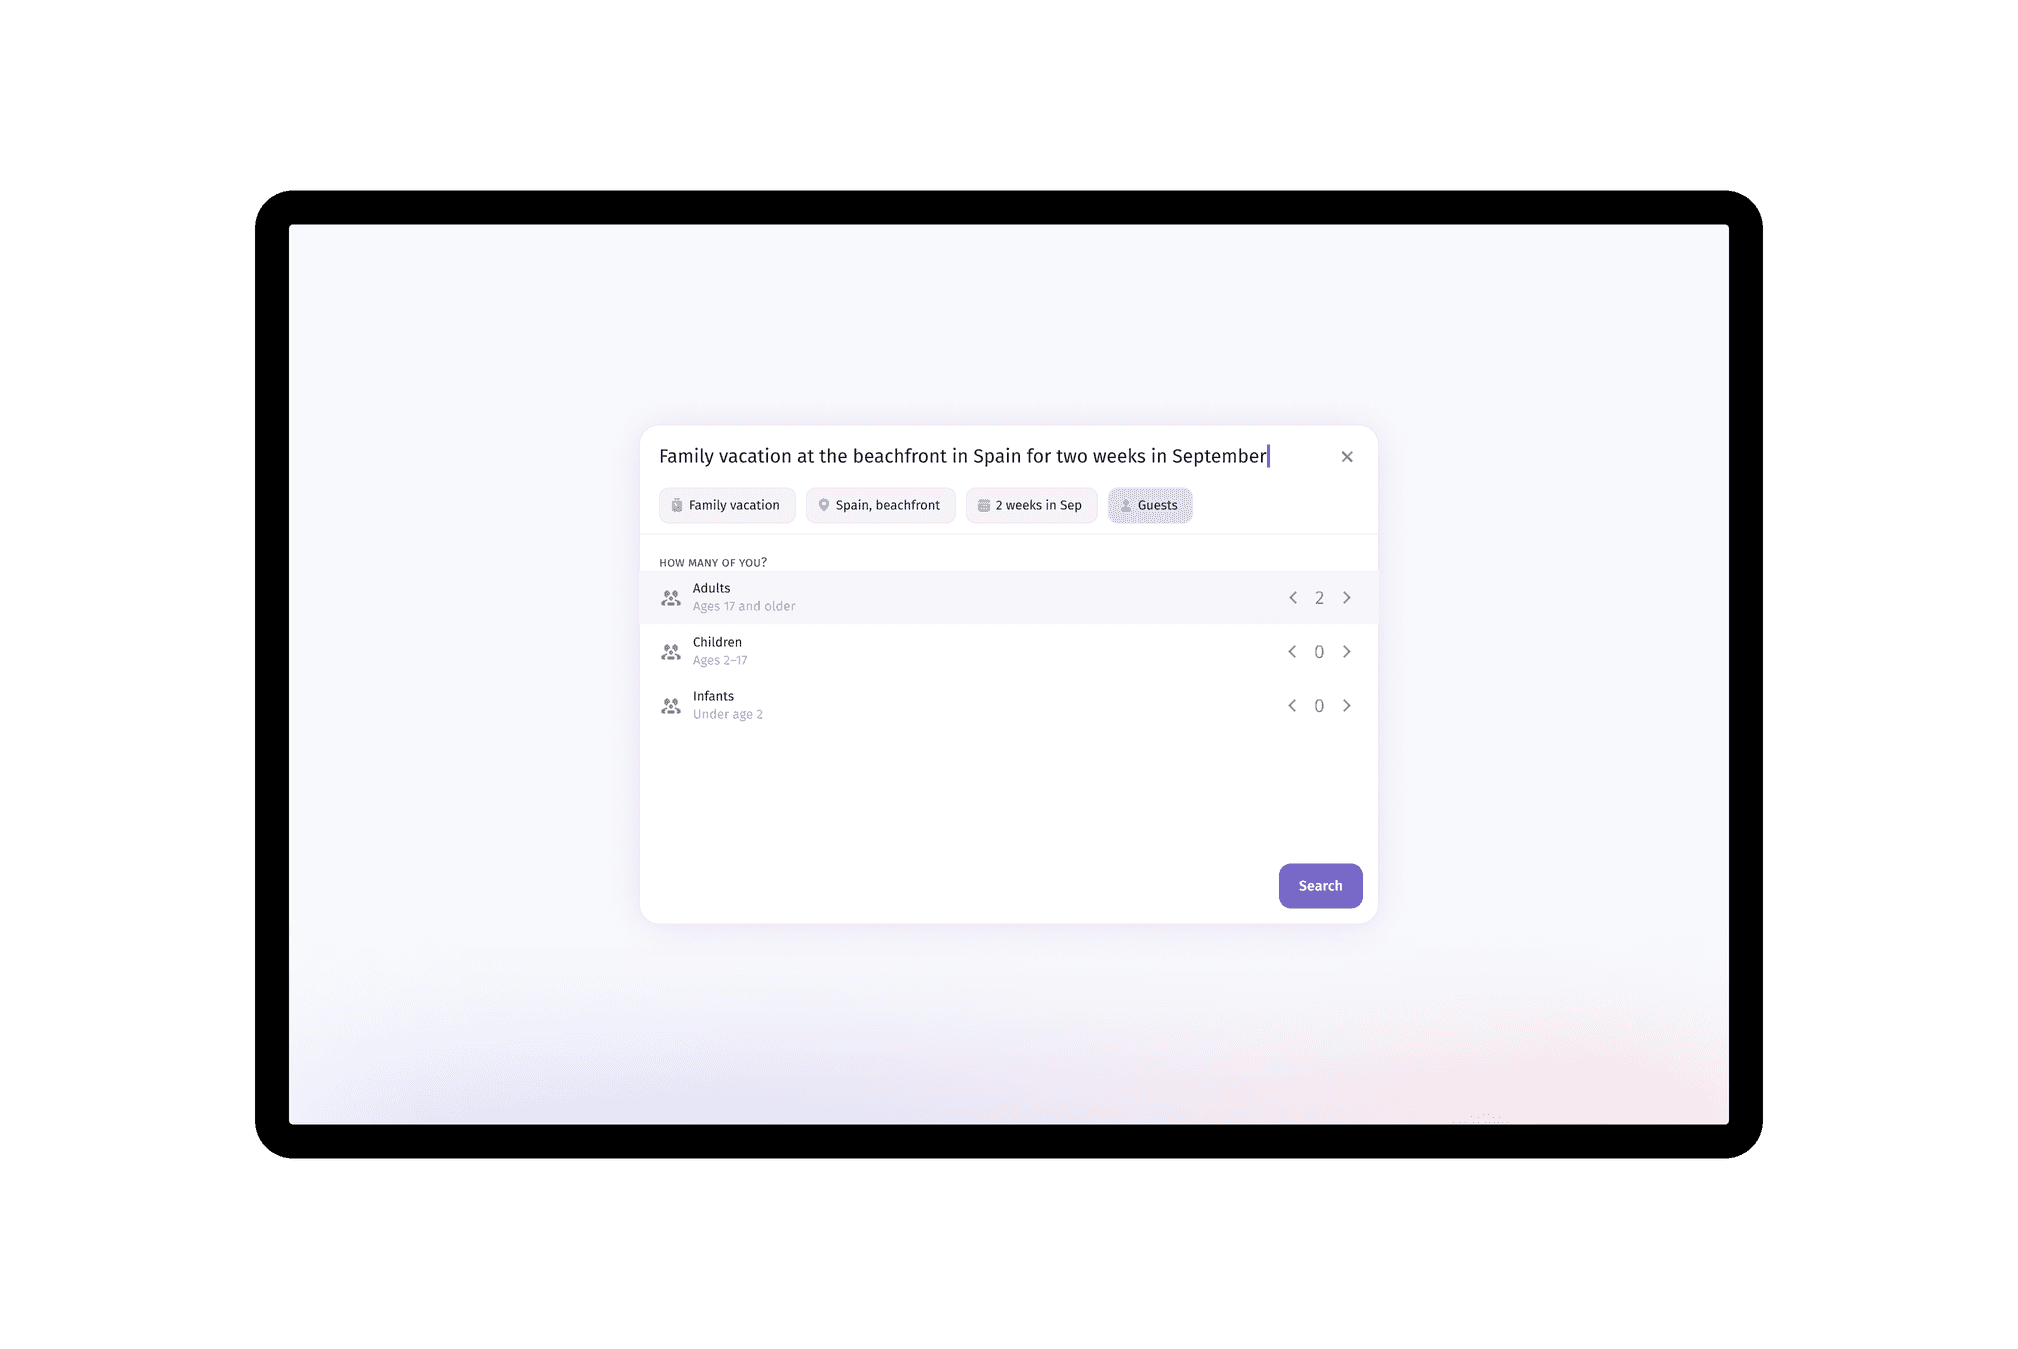 Family vacation at the beachfront in Spain for two weeks in September
Family vacation Spain, beachfront 2 weeks in Sep Guests
HOW MANY OF YOU?
Adults
Ages 17 and older
2
Children
Ages 2–17
0
Infants
Under age 2
0
Search